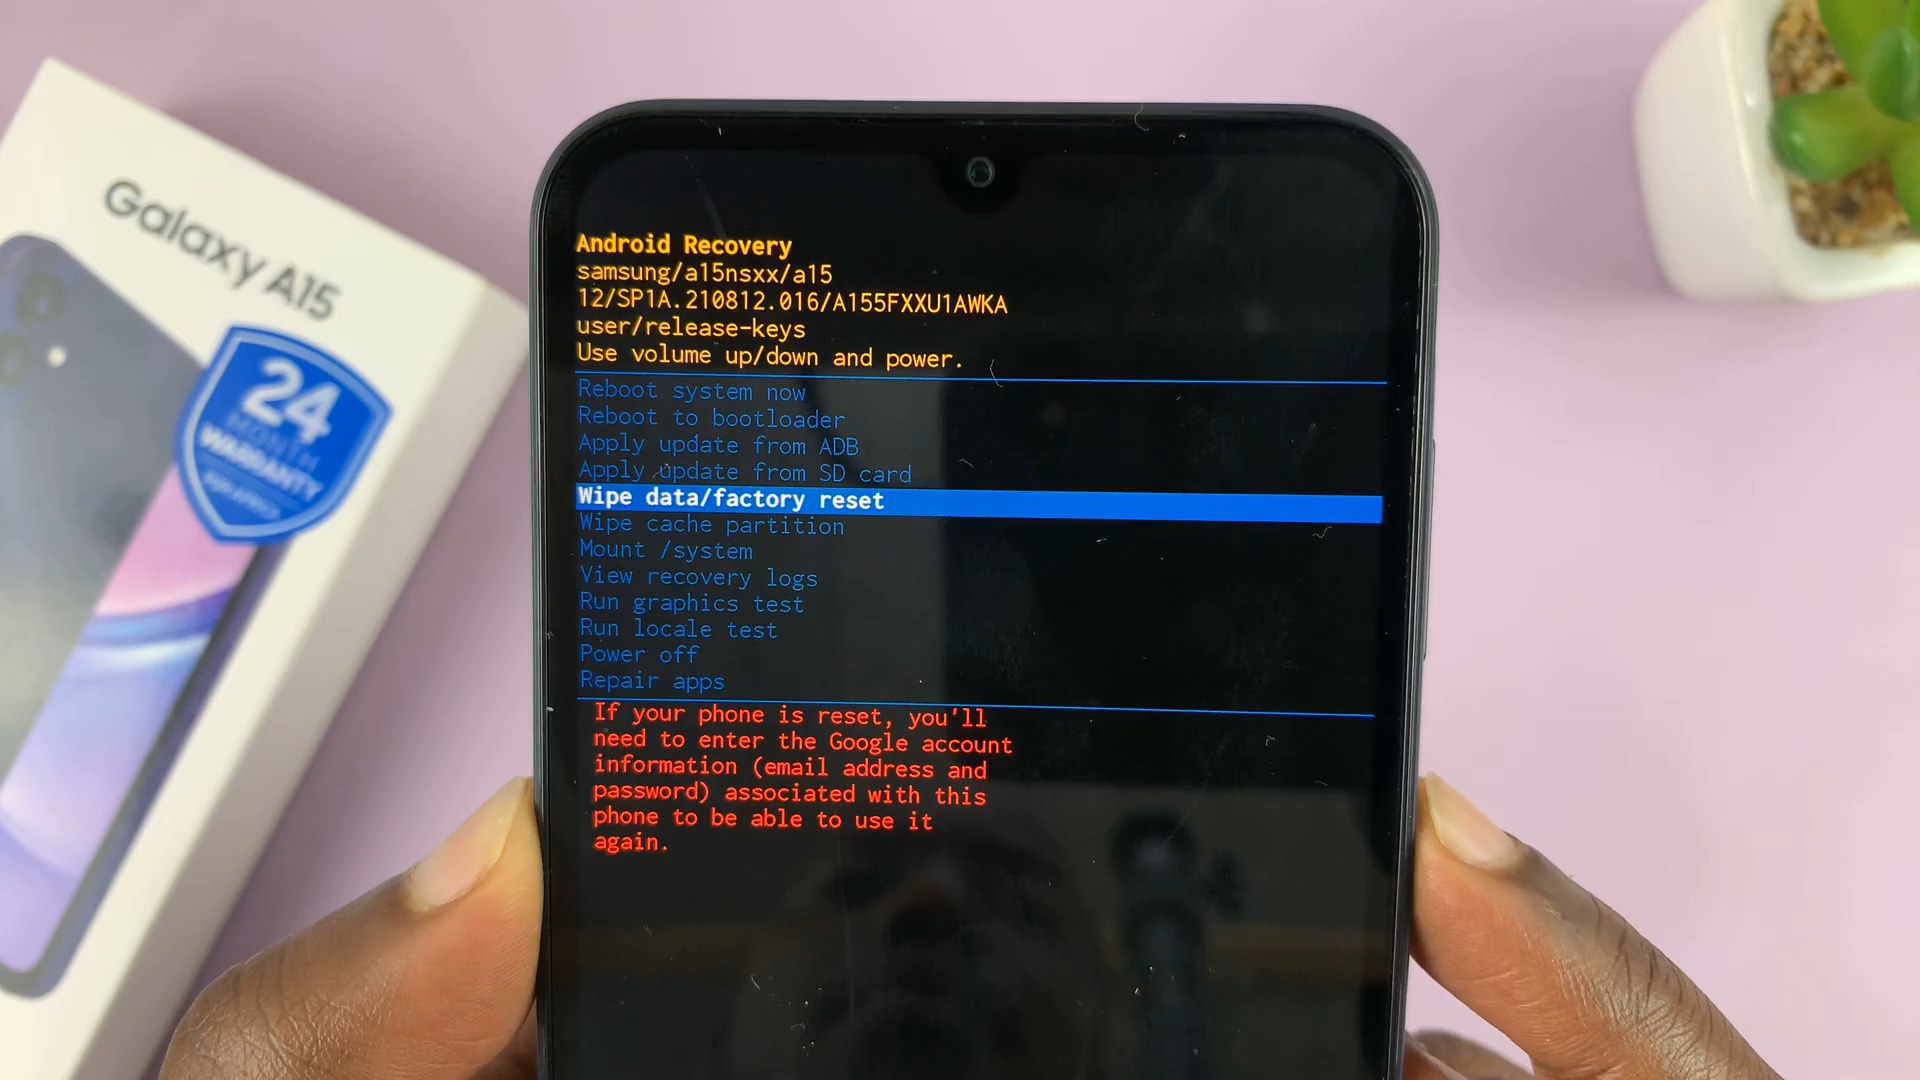 Galaxy A15
24
MONTH
WARRANTY
Android Recovery
samsung/a15nsxx/a15
12/SP1A.210812.016/A155FXXU1AWKA
user/release-keys
Use volume up/down and power.
Reboot system now
Reboot to bootloader
Apply update from ADB
Apply update from SD card
Wipe data/factory reset
Wipe cache partition
Mount /system
View recovery logs
Run graphics test
Run locale test
Power off
Repair apps
If your phone is reset, you'll
need to enter the Google account
information (email address and
password) associated with this
phone to be able to use it
again.